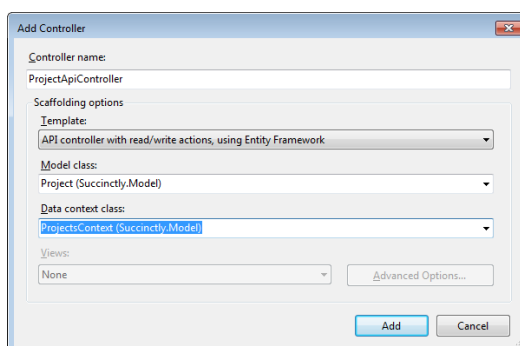 Add Controller
Controller name:
ProjectApiController
Scaffolding options
Template:
API controller with read/write actions, using Entity Framework
Model class:
Project (Succinctly.Model)
Data context class:
ProjectsContext (Succinctly.Model)
Views:
None
Advanced Options...
Add Cancel